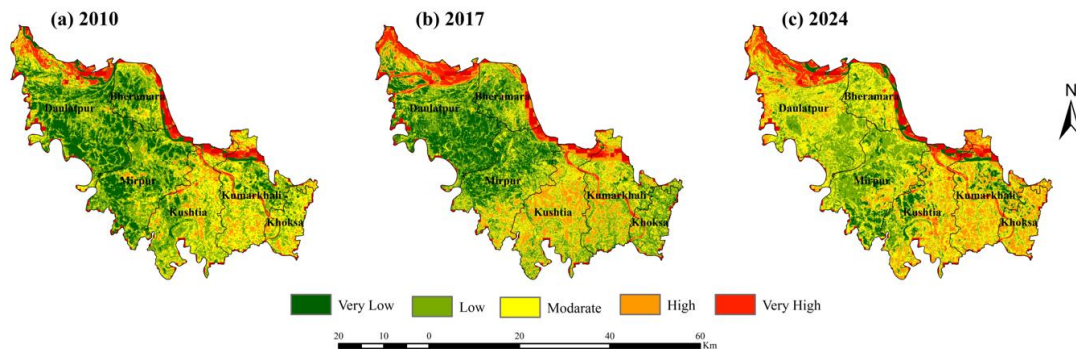 (a) 2010
(b) 2017
(c) 2024
N
Daulatpur
Bheramara
Mirpur
Kushtia
Kumarkhali
Khoksa
Daulatpur
Bheramara
Mirpur
Kushtia
Kumarkhali
Khoksa
Daulatpur
Bheramara
Mirpur
Kushtia
Kumarkhali
Khoksa
Very Low
Low
Modarate
High
Very High
20 10 0 20 40 60
Km